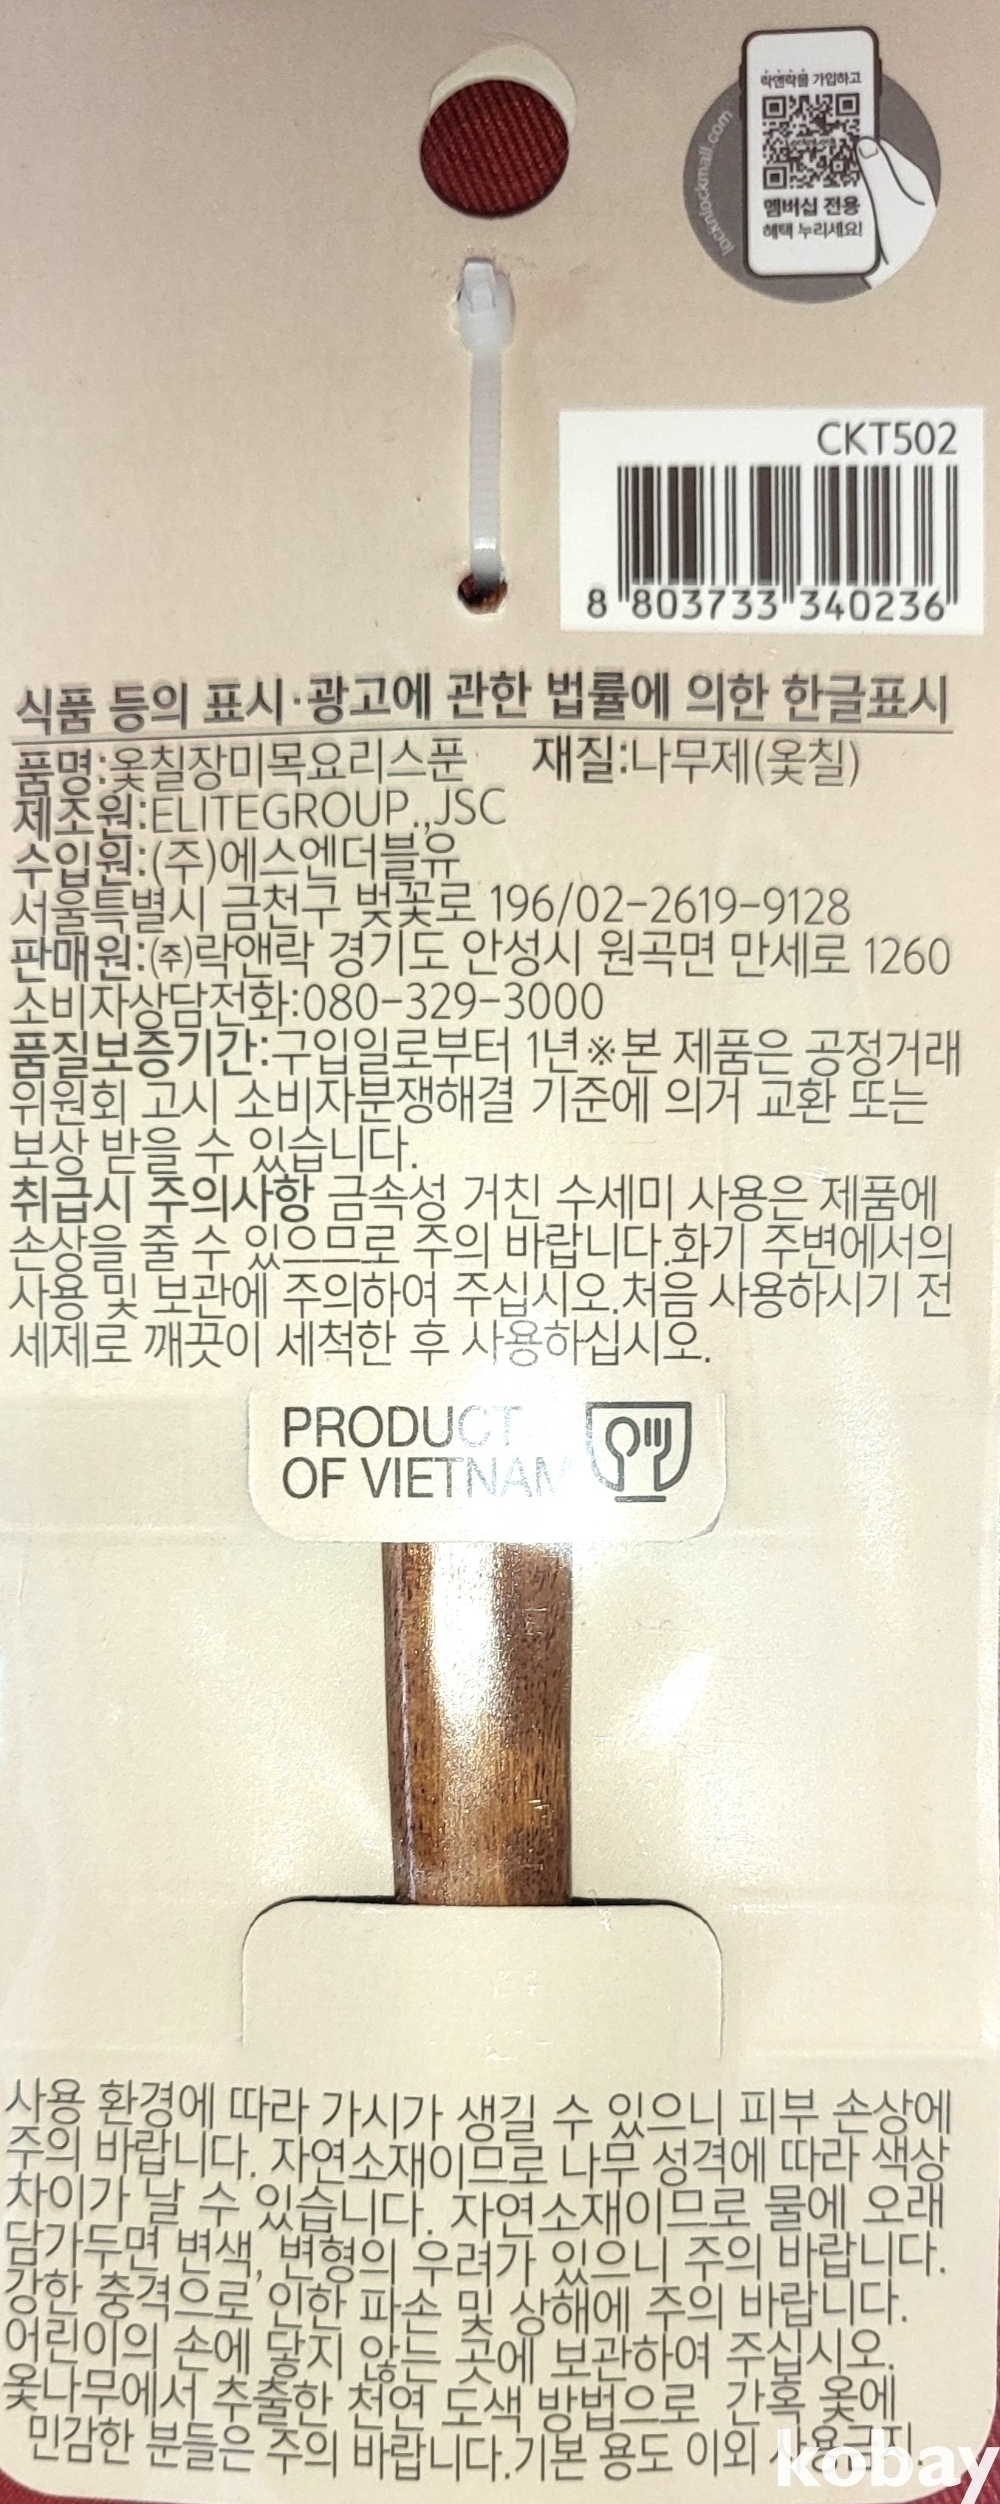 락앤락몰 가입하고
locknlockmall.com
멤버십 전용
혜택 누리세요!
CKT502
8 803733 340236
식품 등의 표시·광고에 관한 법률에 의한 한글표시
품명:옻칠장미목요리스푼 재질:나무제(옻칠)
제조원:ELITEGROUP.,JSC
수입원:(주)에스엔더블유
서울특별시 금천구 벚꽃로 196/02-2619-9128
판매원:㈜락앤락 경기도 안성시 원곡면 만세로 1260
소비자상담전화:080-329-3000
품질보증기간:구입일로부터 1년※본 제품은 공정거래
위원회 고시 소비자분쟁해결 기준에 의거 교환 또는
보상 받을 수 있습니다.
취급시 주의사항 금속성 거친 수세미 사용은 제품에
손상을 줄 수 있으므로 주의 바랍니다.화기 주변에서의
사용 및 보관에 주의하여 주십시오.처음 사용하시기 전
세제로 깨끗이 세척한 후 사용하십시오.
PRODUCT
OF VIETNAM
사용 환경에 따라 가시가 생길 수 있으니 피부 손상에
주의 바랍니다. 자연소재이므로 나무 성격에 따라 색상
차이가 날 수 있습니다. 자연소재이므로 물에 오래
담가두면 변색, 변형의 우려가 있으니 주의 바랍니다.
강한 충격으로 인한 파손 및 상해에 주의 바랍니다.
어린이의 손에 닿지 않는 곳에 보관하여 주십시오.
옻나무에서 추출한 천연 도색 방법으로 간혹 옻에
민감한 분들은 주의 바랍니다.기본 용도 이외 사용금지.
kobay